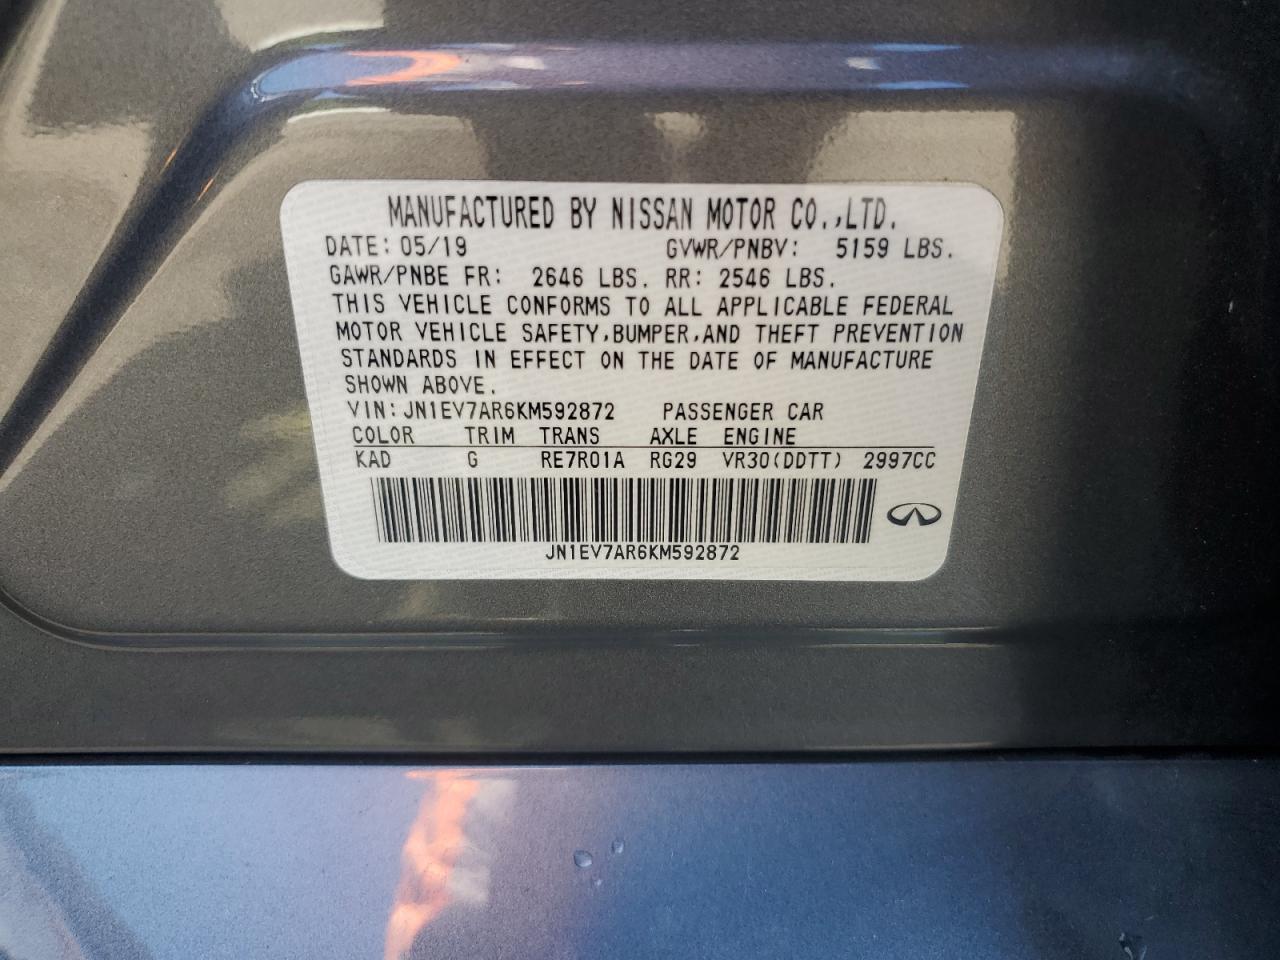 MANUFACTURED BY NISSAN MOTOR CO.,LTD.
DATE: 05/19 GVWR/PNBV: 5159 LBS.
GAWR/PNBE FR: 2646 LBS. RR: 2546 LBS.
THIS VEHICLE CONFORMS TO ALL APPLICABLE FEDERAL
MOTOR VEHICLE SAFETY,BUMPER,AND THEFT PREVENTION
STANDARDS IN EFFECT ON THE DATE OF MANUFACTURE
SHOWN ABOVE.
VIN: JN1EV7AR6KM592872 PASSENGER CAR
COLOR TRIM TRANS AXLE ENGINE
KAD G RE7R01A RG29 VR30(DDTT) 2997CC
JN1EV7AR6KM592872